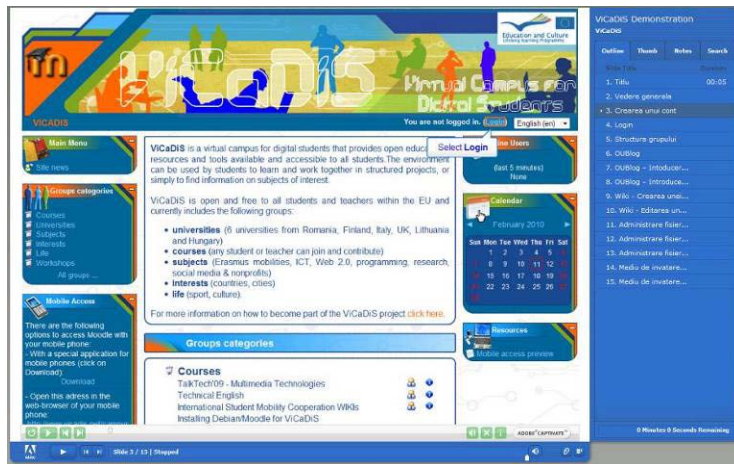 Education and Culture
Lifelong learning Programme
m
ViCaDiS
Virtual Campus for
Digital Students
VICADIS
You are not logged in. (Login)
English (en)
Select Login
Main Menu
Site news
Groups categories
Courses
Universities
Subjects
Interests
Life
Workshops
All groups ...
Mobile Access
There are the following
options to access Moodle with
your mobile phone:
- With a special application for
mobile phones (click on
Download)
Download
- Open this adress in the
web-browser of your mobile
phone:
ViCaDiS is a virtual campus for digital students that provides open
resources and tools available and accessible to all students.The environment
can be used by students to learn and work together in structured projects, or
simply to find information on subjects of interest.
ViCaDiS is open and free to all students and teachers within the EU and
currently includes the following groups:
• universities (6 universities from Romania, Finland, Italy, UK, Lithuania
and Hungary)
• courses (any student or teacher can join and contribute)
• subjects (Erasmus mobilities, ICT, Web 2.0, programming, research,
social media & nonprofits)
• interests (countries, cities)
• life (sport, culture).
For more information on how to become part of the ViCaDiS project click here.
Groups categories
Courses
TalkTech'09 - Multimedia Technologies
Technical English
International Student Mobility Cooperation Wikis
Installing Debian/Moodle for ViCaDiS
Users
(last 5 minutes)
None
Calendar
February 2010
Sun Mon Tue Wed Thu Fri Sat
1 2 3 4 5 6
7 8 9 10 11 12 13
14 15 16 17 18 19 20
21 22 23 24 25 26 27
28
Resources
Mobile access preview
ADOBE CAPTIVATE
Slide 3 / 15 | Stopped
ViCaDiS Demonstration
ViCaDiS
Outline Thumb Notes Search
Slide Title Duration
1. Titlu 00:05
2. Vedere generala
3. Crearea unui cont
4. Login
5. Structura grupului
6. OUBlog
7. OUBlog - Intoducer...
8. OUBlog - Introduce...
9. Wiki - Crearea unei...
10. Wiki - Editarea un...
11. Administrare fisier...
12. Administrare fisier...
13. Administrare fisier...
14. Mediu de invatare...
15. Mediu de invatare...
0 Minutes 0 Seconds Remaining